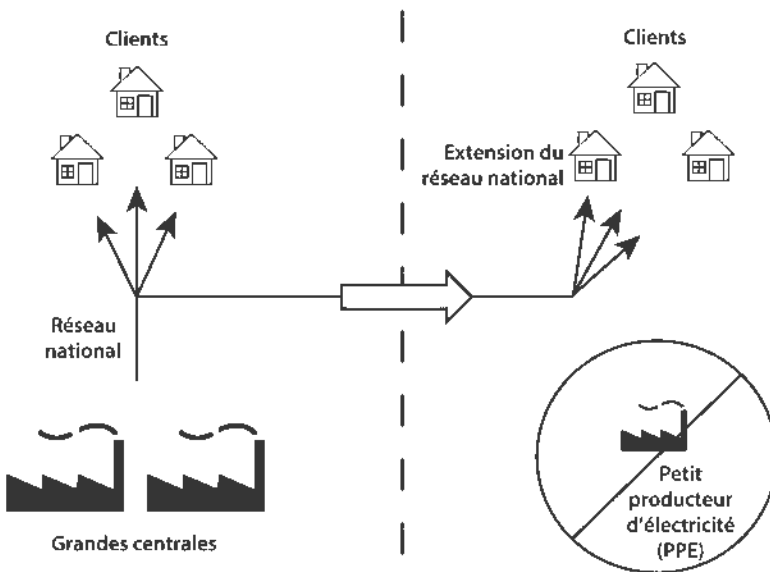 Clients
Réseau
national
Grandes centrales
Clients
Extension du
réseau national
Petit
producteur
d'électricité
(PPE)